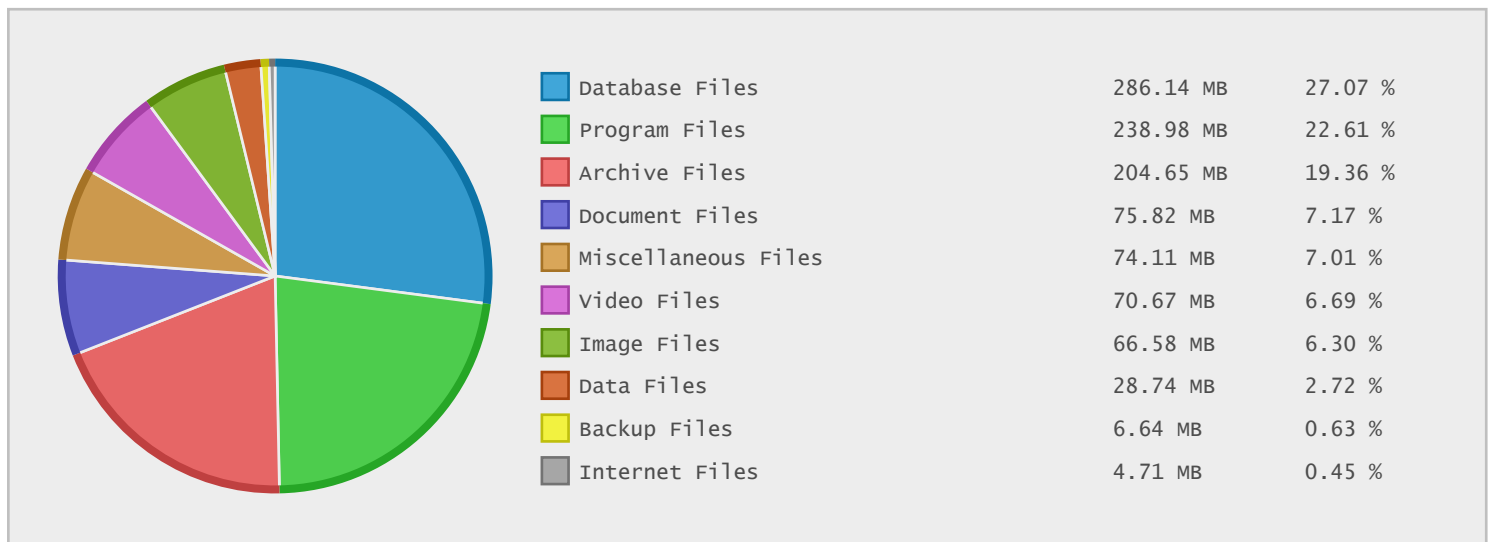 Database Files 286.14 MB 27.07 %
Program Files 238.98 MB 22.61 %
Archive Files 204.65 MB 19.36 %
Document Files 75.82 MB 7.17 %
Miscellaneous Files 74.11 MB 7.01 %
Video Files 70.67 MB 6.69 %
Image Files 66.58 MB 6.30 %
Data Files 28.74 MB 2.72 %
Backup Files 6.64 MB 0.63 %
Internet Files 4.71 MB 0.45 %